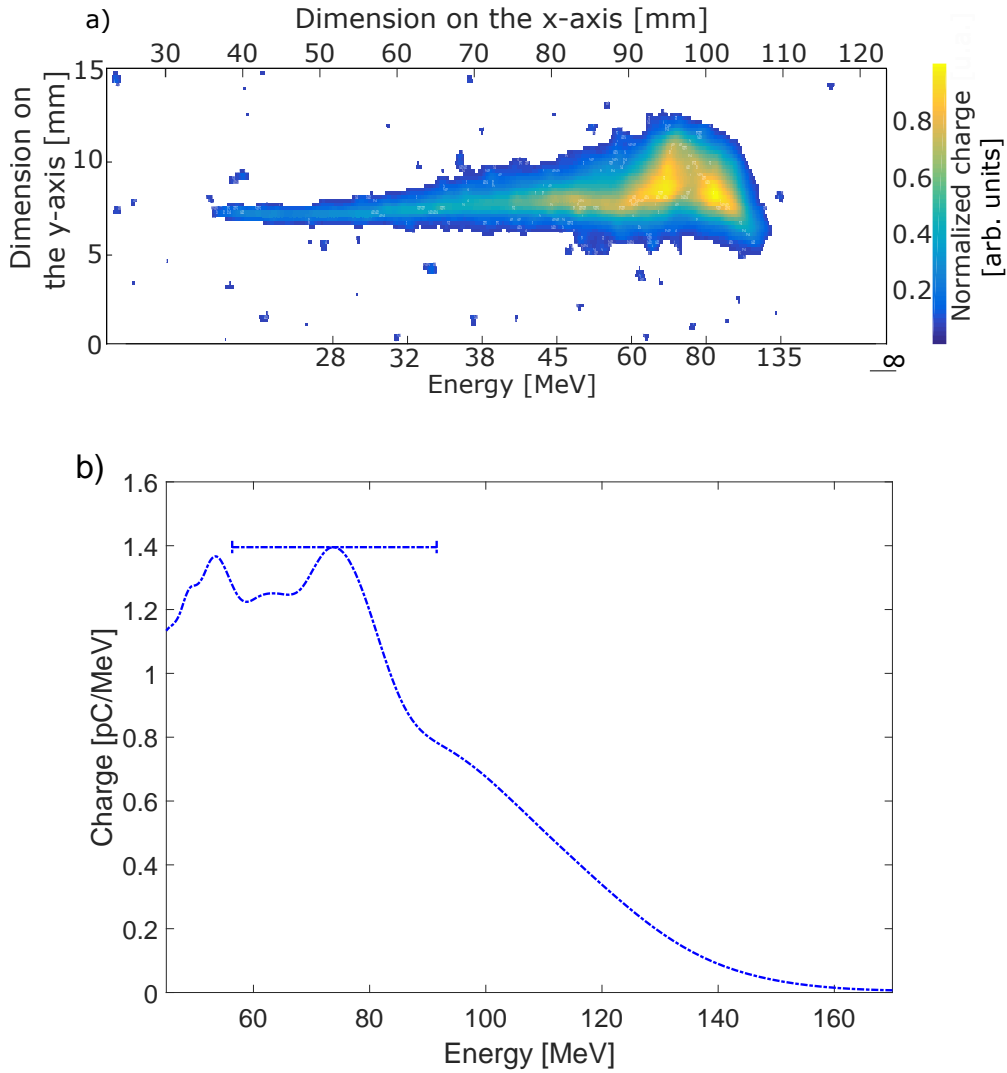 a)
Dimension on the x-axis [mm]
30 40 50 60 70 80 90 100 110 120
Dimension on
the y-axis [mm]
15
10
5
0
28 32 38 45 60 80 135 ∞
Energy [MeV]
0.8
0.6
0.4
0.2
Normalized charge
[arb. units]
b)
Charge [pC/MeV]
1.6
1.4
1.2
1
0.8
0.6
0.4
0.2
0
60 80 100 120 140 160
Energy [MeV]